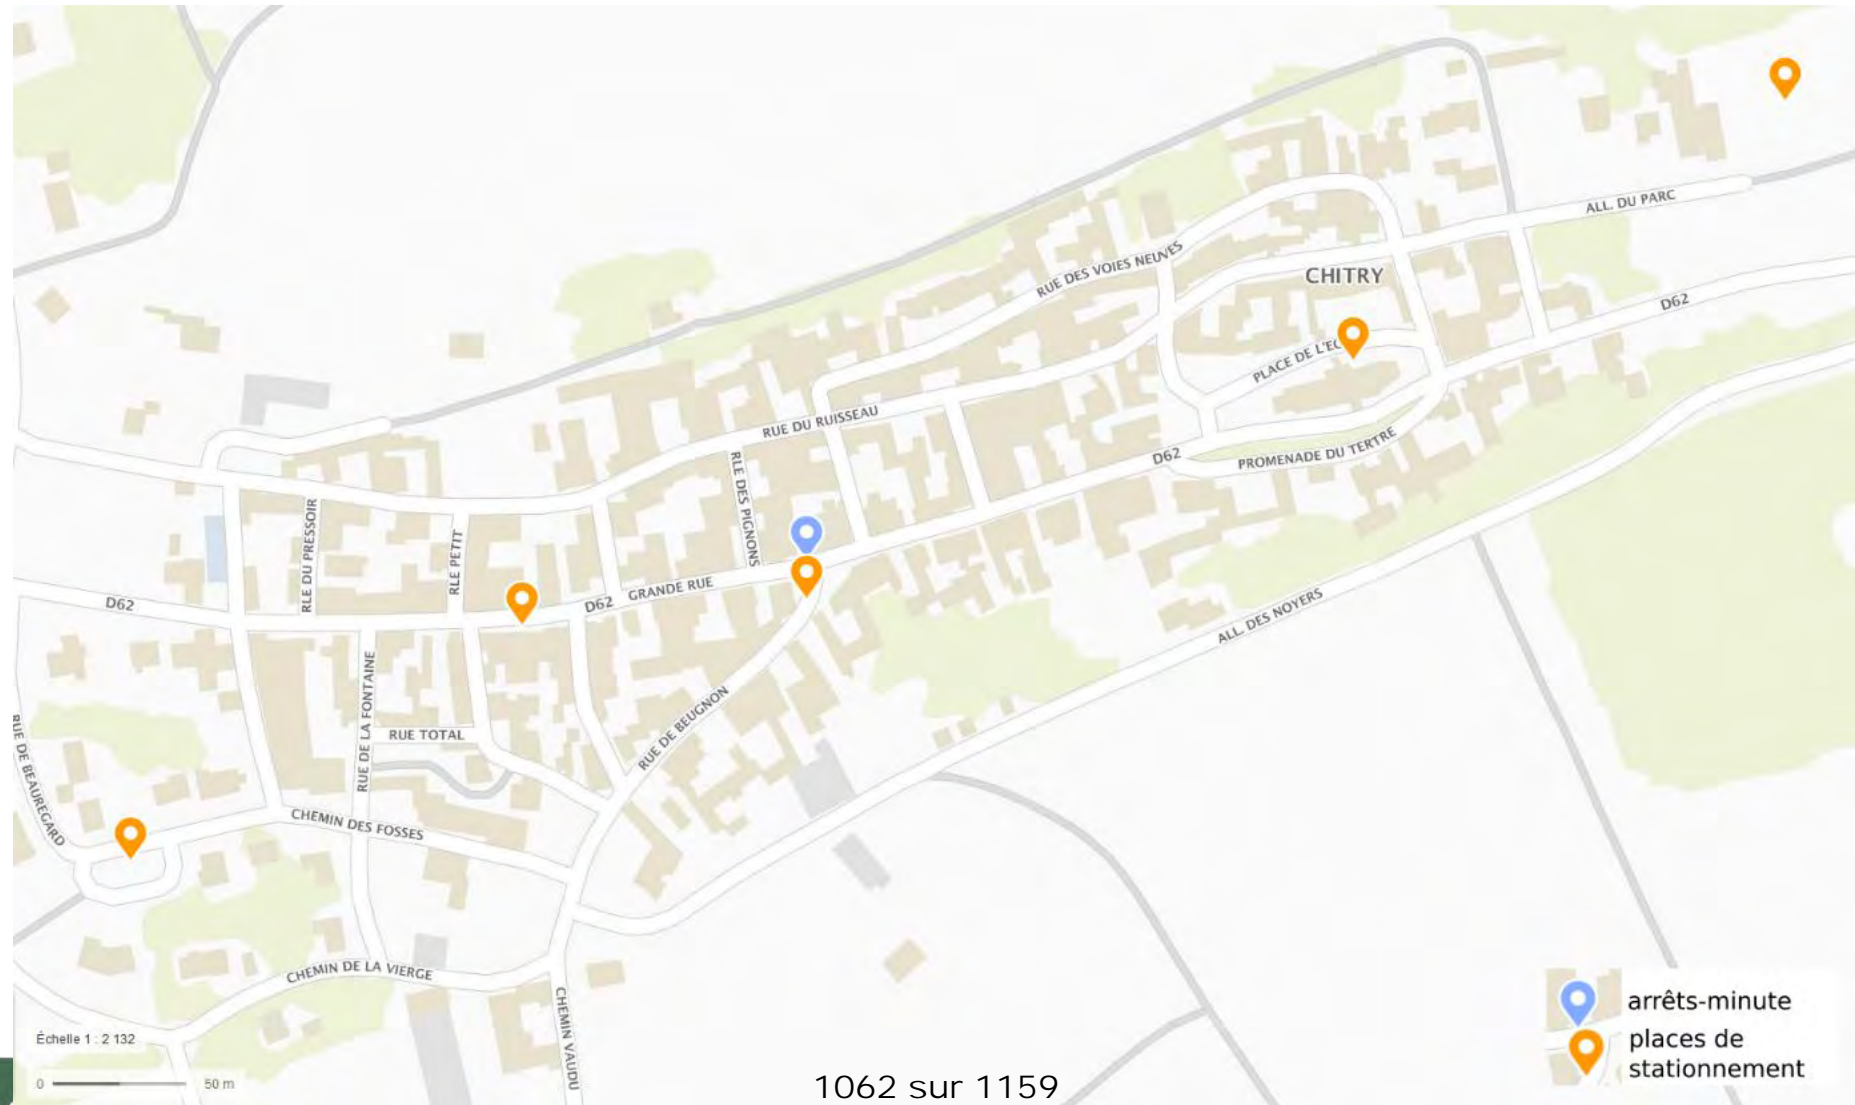 ALL. DU PARC
RUE DES VOIES NEUVES
CHITRY
D62
PLACE DE L'EC
RUE DU RUISSEAU
D62
PROMENADE DU TERTRE
RLE DES PIGNONS
RLE DU PRESSOIR
RLE PETIT
D62
D62
GRANDE RUE
ALL. DES NOYERS
RUE DE LA FONTAINE
RUE TOTAL
RUE DE BEUGNON
RUE DE BEAUREGARD
CHEMIN DES FOSSES
CHEMIN DE LA VIERGE
CHEMIN VAUDU
Échelle 1 : 2 132
0 50 m
arrêts-minute
places de
stationnement
1062 sur 1159